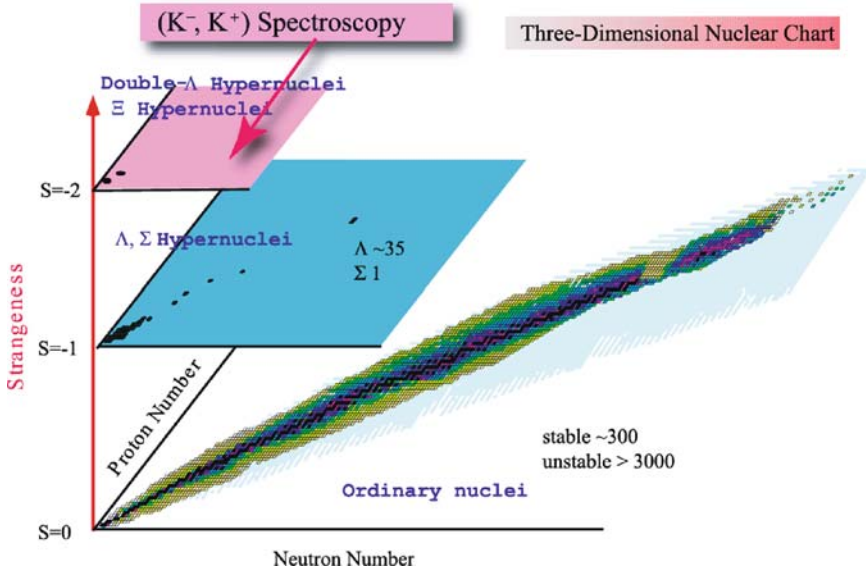 (K⁻, K⁺) Spectroscopy
Three-Dimensional Nuclear Chart
Double-Λ Hypernuclei
Ξ Hypernuclei
S=-2
Λ, Σ Hypernuclei
Λ ~35
Σ 1
S=-1
Strangeness
Proton Number
stable ~300
unstable > 3000
Ordinary nuclei
S=0
Neutron Number